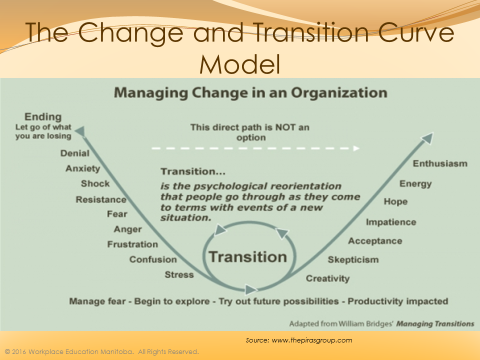 The Change and Transition Curve
Model
Managing Change in an Organization
Ending
Let go of what
you are losing
This direct path is NOT an
option
Denial
Anxiety
Shock
Resistance
Fear
Anger
Frustration
Confusion
Stress
Transition...
is the psychological reorientation
that people go through as they come
to terms with events of a new
situation.
Transition
Enthusiasm
Energy
Hope
Impatience
Acceptance
Skepticism
Creativity
Manage fear - Begin to explore - Try out future possibilities - Productivity impacted
Adapted from William Bridges' Managing Transitions
Source: www.thepirasgroup.com
© 2016 Workplace Education Manitoba. All Rights Reserved.